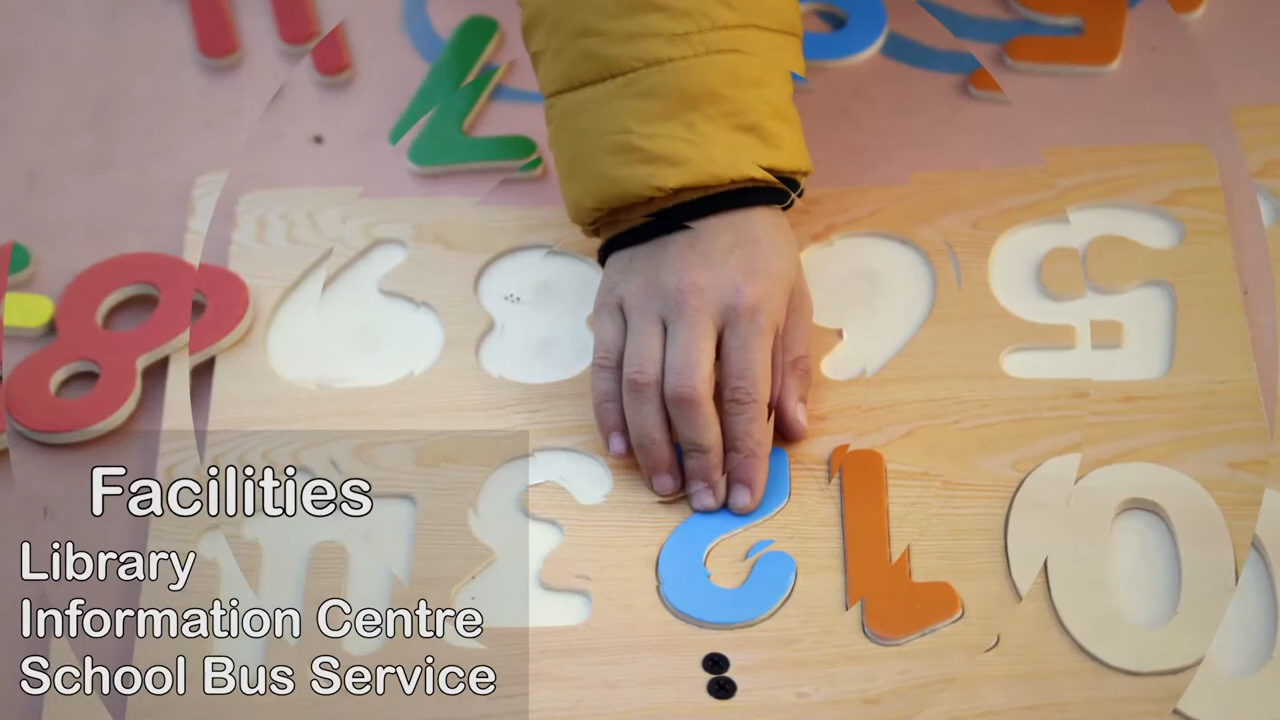 Facilities
Library
Information Centre
School Bus Service